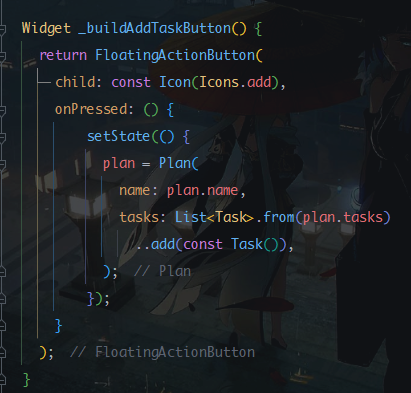 Widget _buildAddTaskButton() {
return FloatingActionButton(
child: const Icon(Icons.add),
onPressed: () {
setState(() {
plan = Plan(
name: plan.name,
tasks: List<Task>.from(plan.tasks)
..add(const Task()),
); // Plan
});
}
); // FloatingActionButton
}